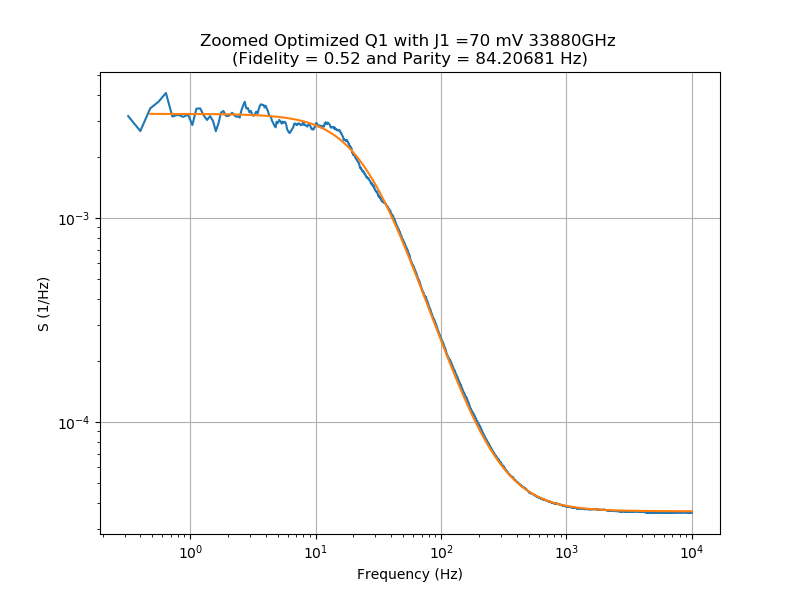 Zoomed Optimized Q1 with J1 =70 mV 33880GHz
(Fidelity = 0.52 and Parity = 84.20681 Hz)
S (1/Hz)
10⁻³
10⁻⁴
10⁰ 10¹ 10² 10³ 10⁴
Frequency (Hz)